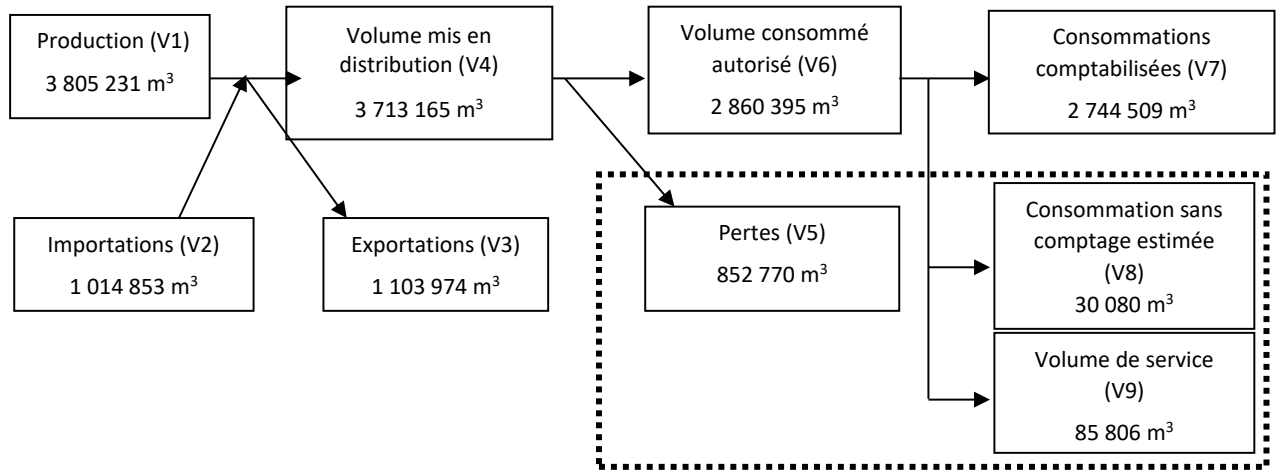 Production (V1)
3 805 231 m³
Volume mis en
distribution (V4)
3 713 165 m³
Volume consommé
autorisé (V6)
2 860 395 m³
Consommations
comptabilisées (V7)
2 744 509 m³
Importations (V2)
1 014 853 m³
Exportations (V3)
1 103 974 m³
Pertes (V5)
852 770 m³
Consommation sans
comptage estimée
(V8)
30 080 m³
Volume de service
(V9)
85 806 m³